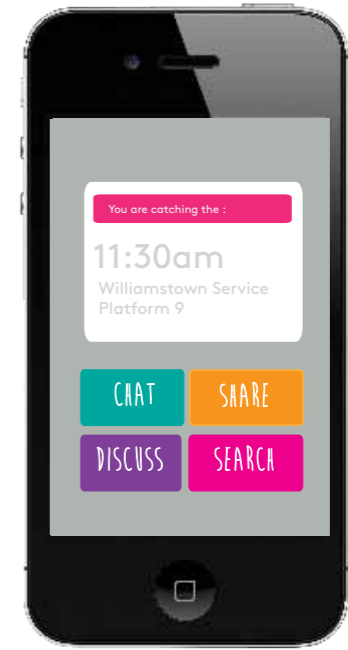 You are catching the :
11:30am
Williamstown Service
Platform 9
CHAT
SHARE
DISCUSS
SEARCH